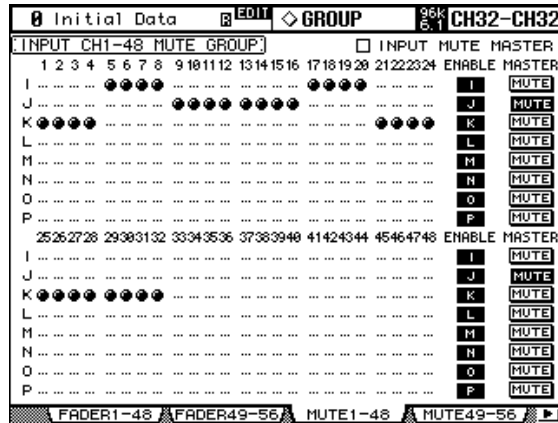 0 Initial Data R EDIT ◇ GROUP 96k 6.1 CH32-CH32
INPUT CH1-48 MUTE GROUP INPUT MUTE MASTER
1 2 3 4 5 6 7 8 9 10 11 12 13 14 15 16 17 18 19 20 21 22 23 24 ENABLE MASTER
I I MUTE
J J MUTE
K K MUTE
L L MUTE
M M MUTE
N N MUTE
O O MUTE
P P MUTE
25 26 27 28 29 30 31 32 33 34 35 36 37 38 39 40 41 42 43 44 45 46 47 48 ENABLE MASTER
I I MUTE
J J MUTE
K K MUTE
L L MUTE
M M MUTE
N N MUTE
O O MUTE
P P MUTE
FADER1-48 FADER49-56 MUTE1-48 MUTE49-56